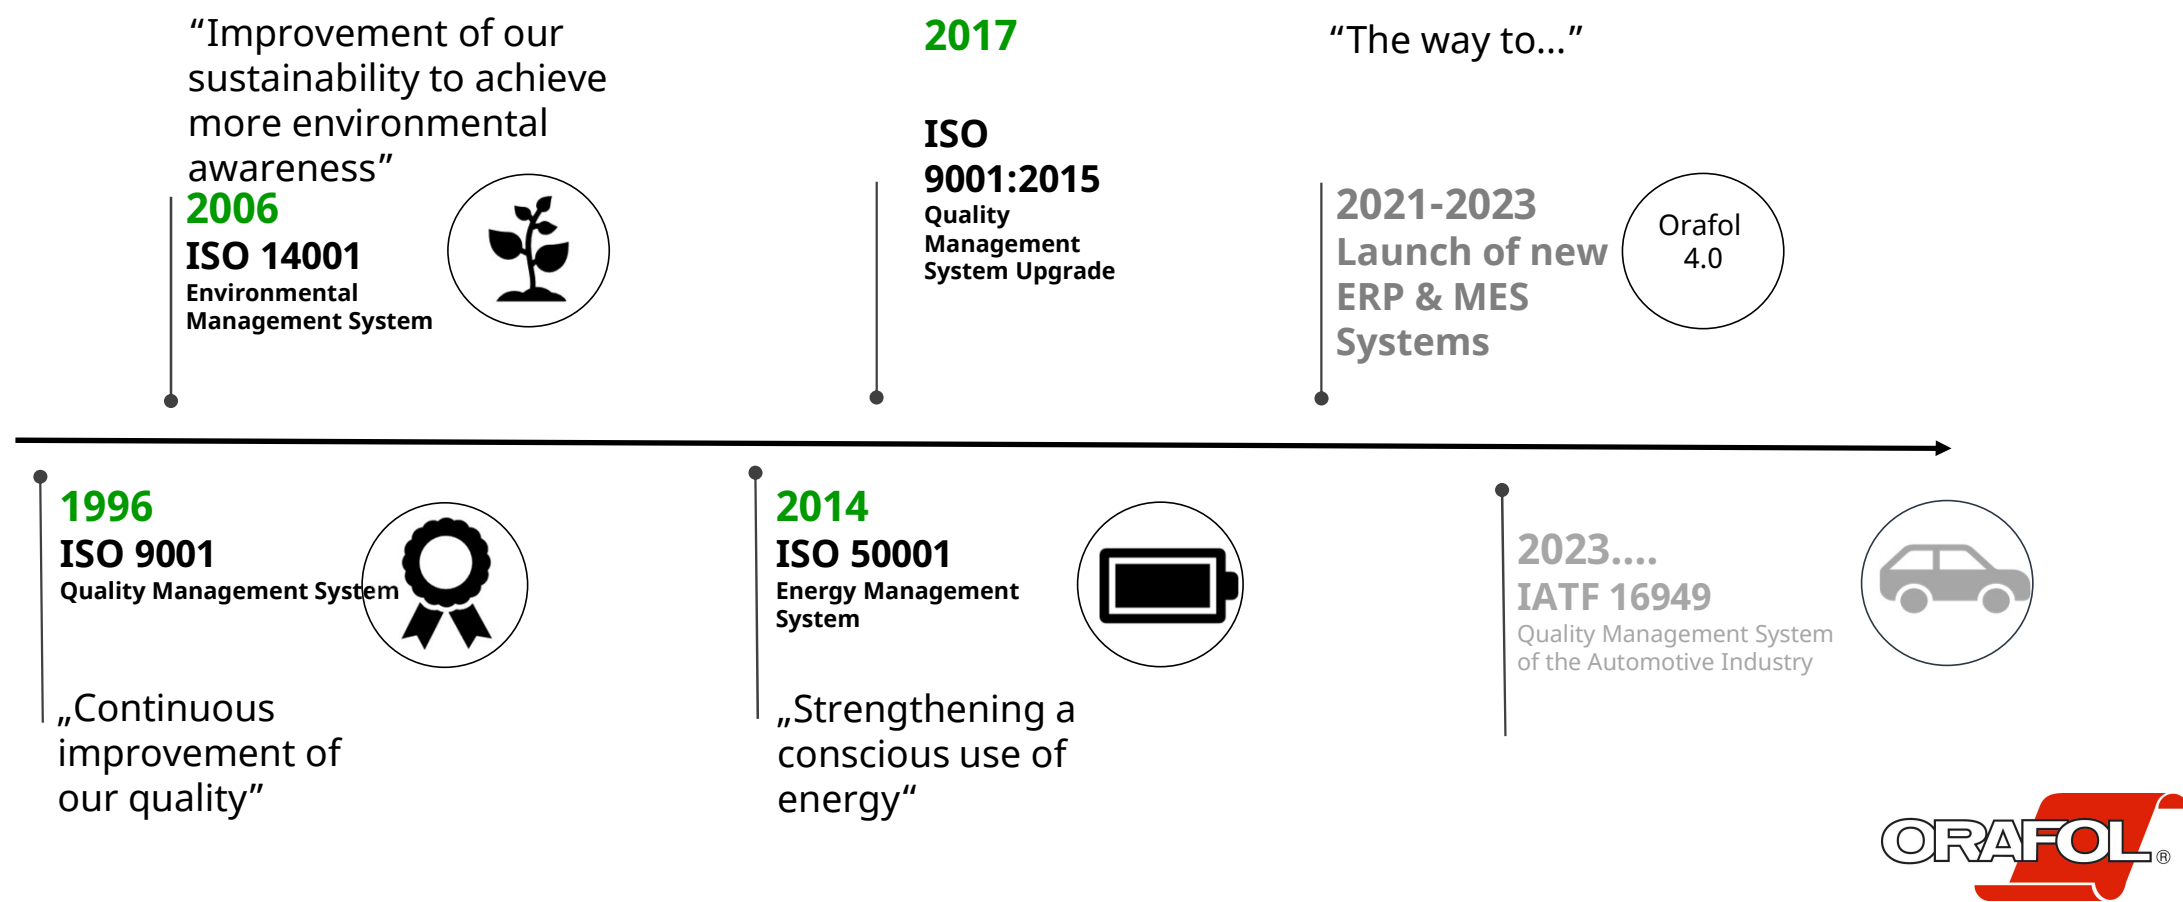 “Improvement of our
sustainability to achieve
more environmental
awareness”
2006
ISO 14001
Environmental
Management System
2017
ISO
9001:2015
Quality
Management
System Upgrade
“The way to...”
2021-2023
Launch of new
ERP & MES
Systems
Orafol
4.0
1996
ISO 9001
Quality Management System
„Continuous
improvement of
our quality”
2014
ISO 50001
Energy Management
System
„Strengthening a
conscious use of
energy“
2023....
IATF 16949
Quality Management System
of the Automotive Industry
ORAFOL®